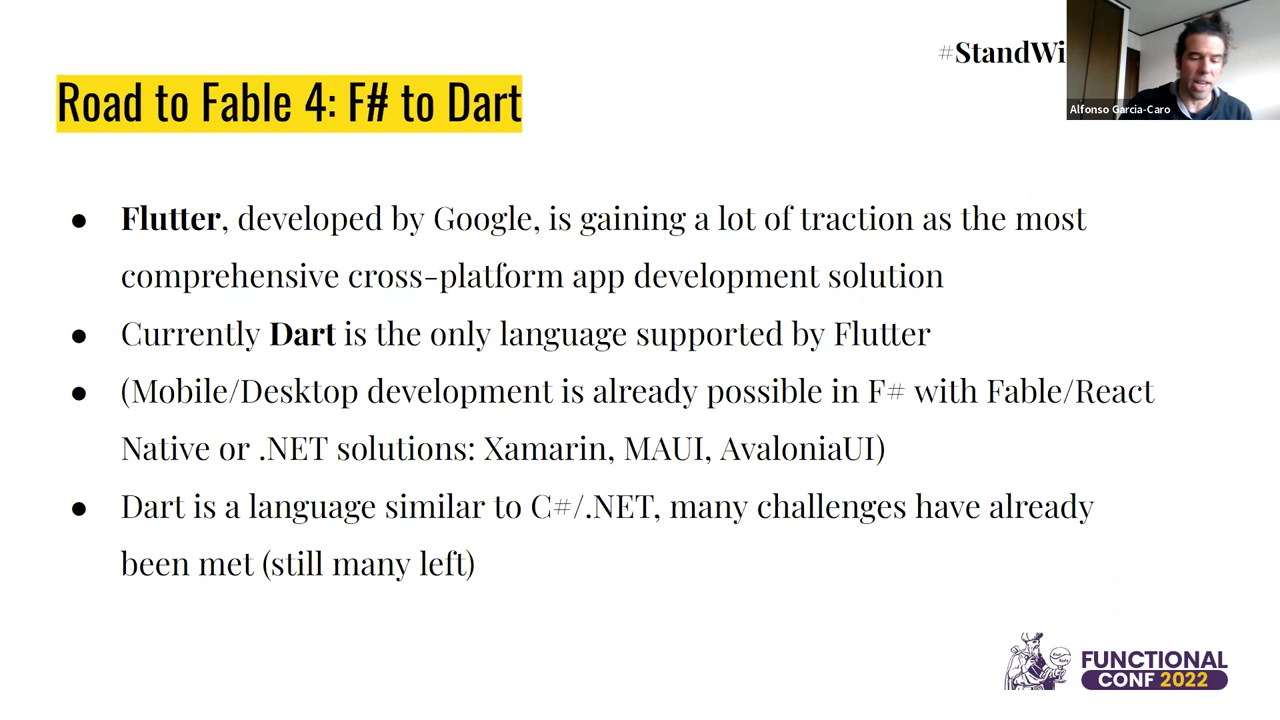 #StandWi
Alfonso Garcia-Caro
Road to Fable 4: F# to Dart
● Flutter, developed by Google, is gaining a lot of traction as the most
comprehensive cross-platform app development solution
● Currently Dart is the only language supported by Flutter
● (Mobile/Desktop development is already possible in F# with Fable/React
Native or .NET solutions: Xamarin, MAUI, AvaloniaUI)
● Dart is a language similar to C#/.NET, many challenges have already
been met (still many left)
FUNCTIONAL
CONF 2022